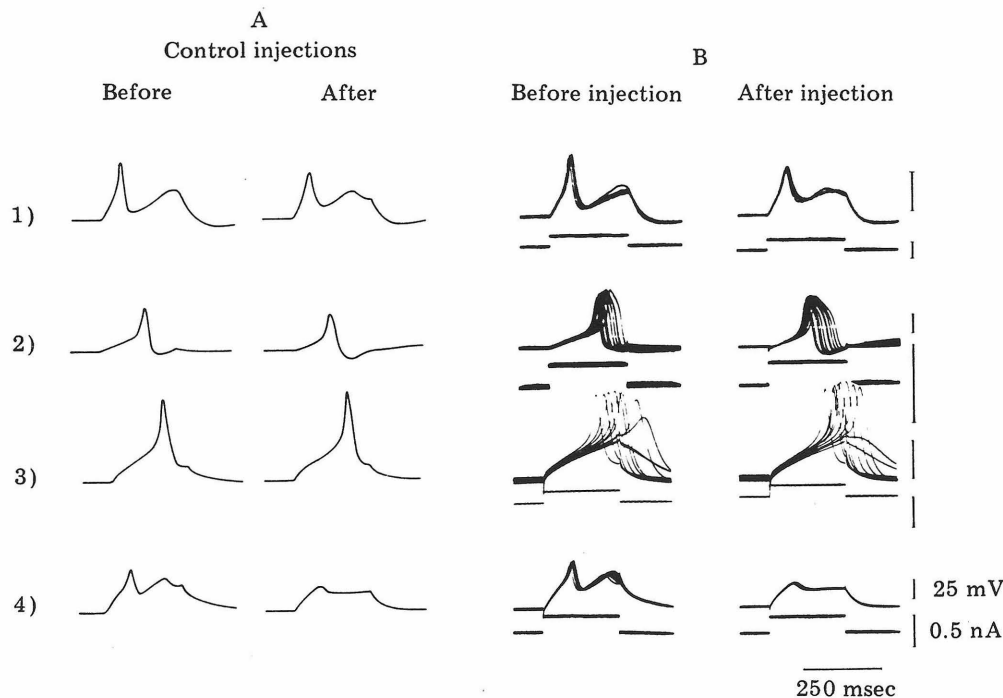 A
Control injections
Before After
B
Before injection After injection
1)
2)
3)
4)
25 mV
0.5 nA
250 msec